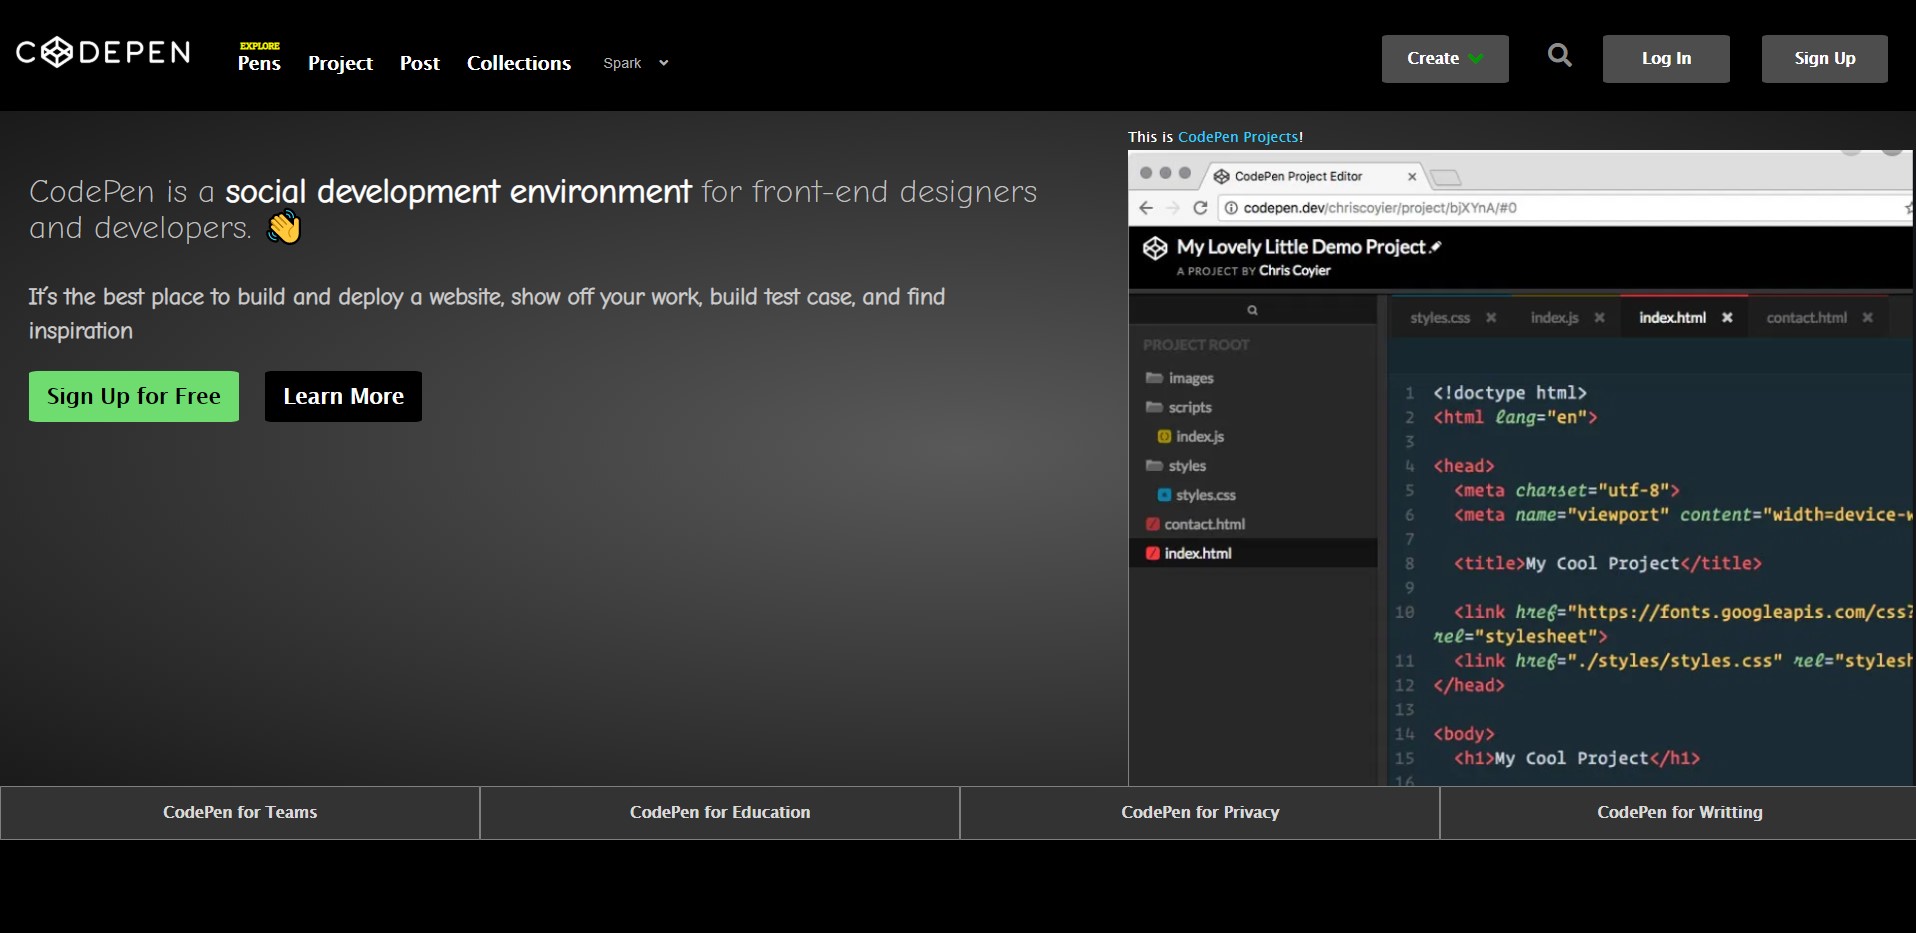 CODEPEN
EXPLORE
Pens Project Post Collections Spark
Create
Log In
Sign Up
CodePen is a social development environment for front-end designers
and developers. 👋
It's the best place to build and deploy a website, show off your work, build test case, and find
inspiration
Sign Up for Free
Learn More
This is CodePen Projects!
CodePen Project Editor
codepen.dev/chriscoyier/project/bjXYnA/#0
My Lovely Little Demo Project
A PROJECT BY Chris Coyier
styles.css
index.js
index.html
contact.html
PROJECT ROOT
images
scripts
index.js
styles
styles.css
contact.html
index.html
1 <!doctype html>
2 <html lang="en">
3
4 <head>
5 <meta charset="utf-8">
6 <meta name="viewport" content="width=device-w
7
8 <title>My Cool Project</title>
9
10 <link href="https://fonts.googleapis.com/css?
rel="stylesheet">
11 <link href="./styles/styles.css" rel="stylesh
12 </head>
13
14 <body>
15 <h1>My Cool Project</h1>
16
CodePen for Teams
CodePen for Education
CodePen for Privacy
CodePen for Writting